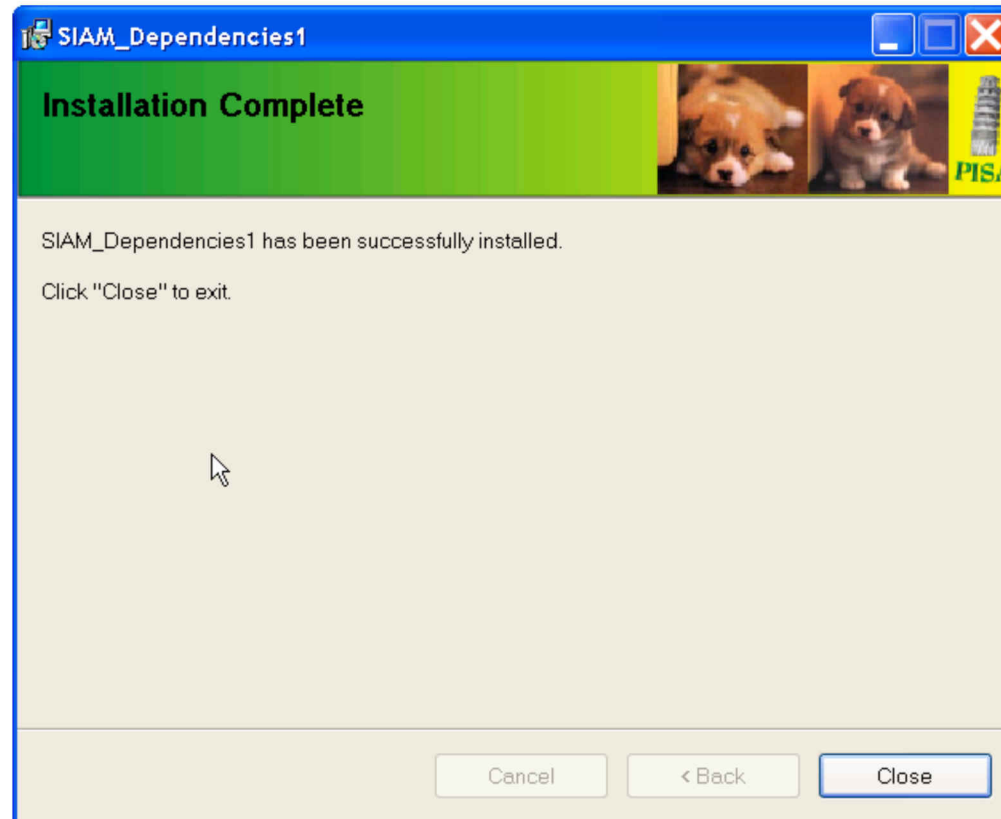 SIAM_Dependencies1
Installation Complete
PISA
SIAM_Dependencies1 has been successfully installed.
Click "Close" to exit.
Cancel
< Back
Close